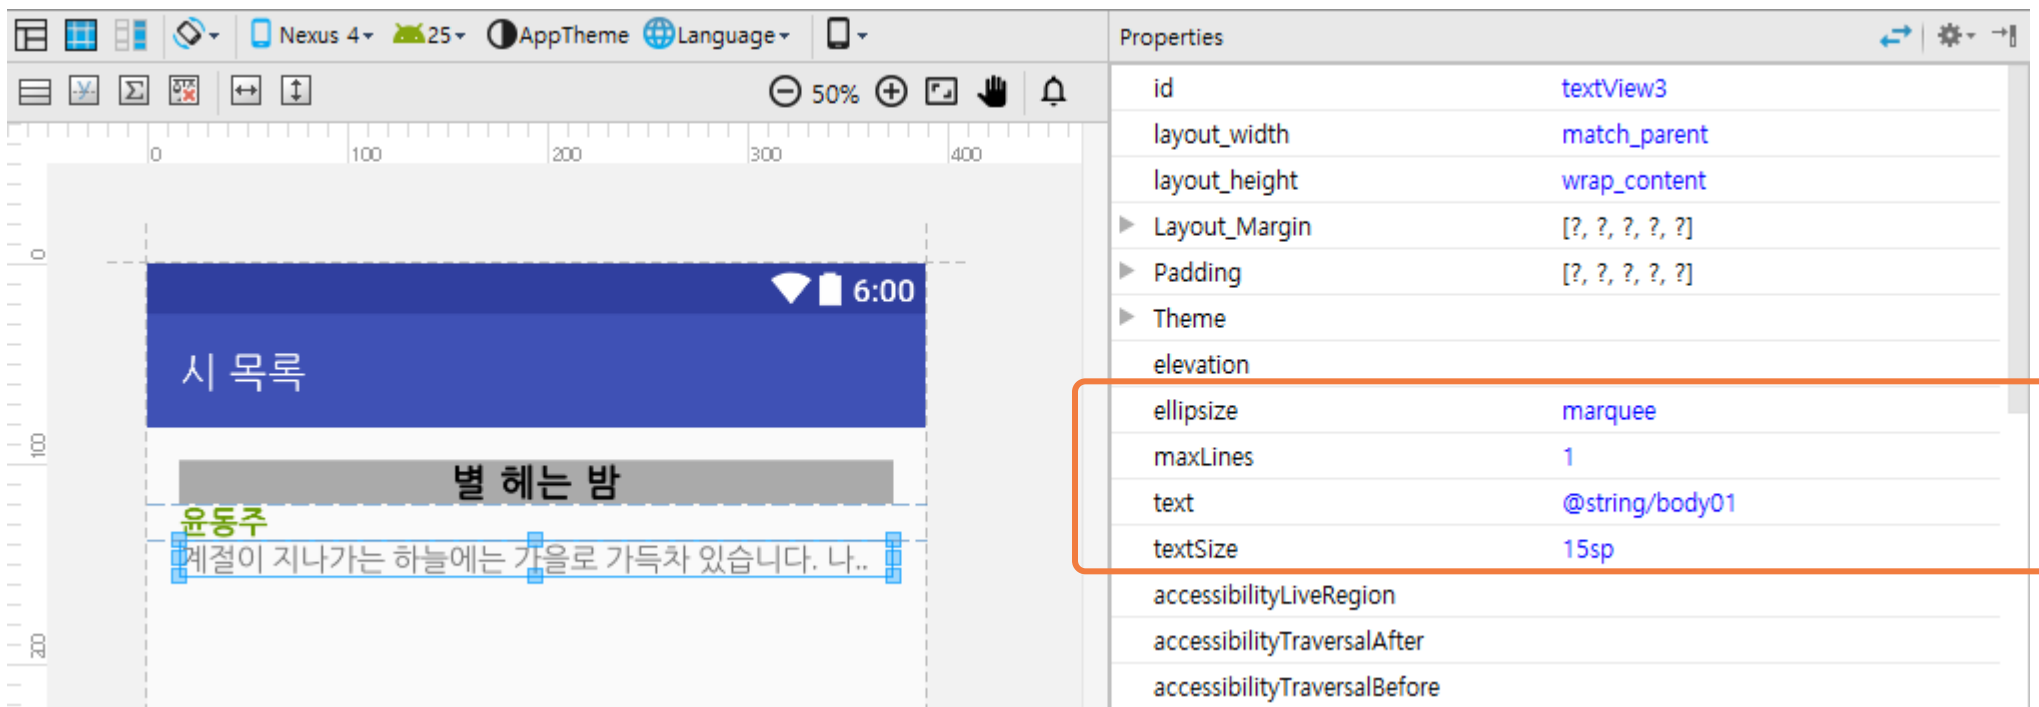 Nexus 4 25 AppTheme Language
50%
0 100 200 300 400
0
100
200
6:00
시 목록
별 헤는 밤
윤동주
계절이 지나가는 하늘에는 가을로 가득차 있습니다. 나..
Properties
id textView3
layout_width match_parent
layout_height wrap_content
Layout_Margin [?, ?, ?, ?, ?]
Padding [?, ?, ?, ?, ?]
Theme
elevation
ellipsize marquee
maxLines 1
text @string/body01
textSize 15sp
accessibilityLiveRegion
accessibilityTraversalAfter
accessibilityTraversalBefore